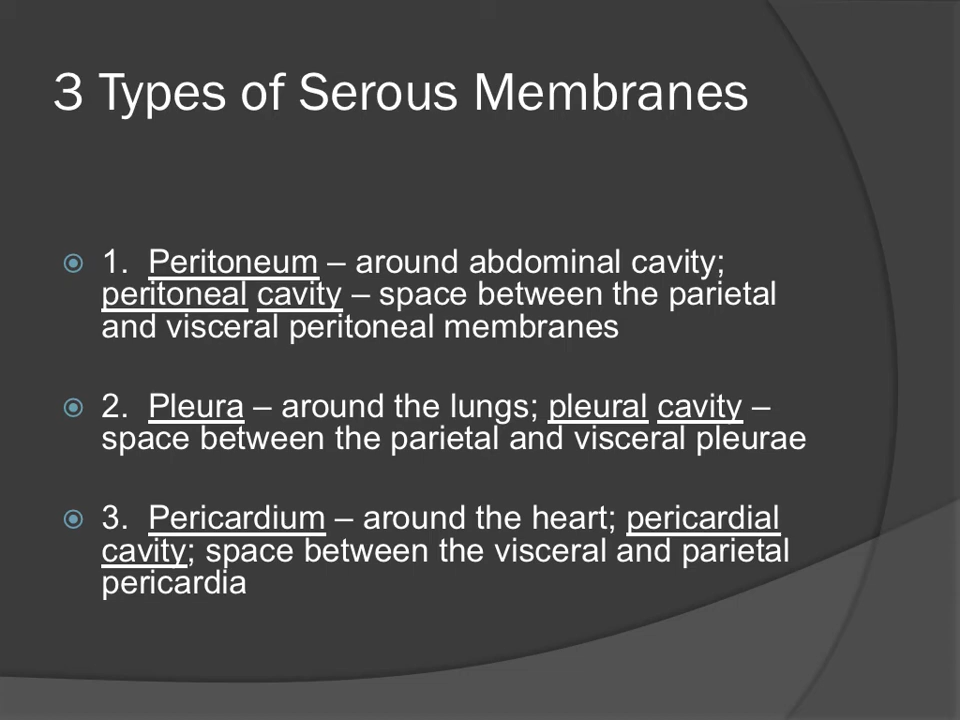 3 Types of Serous Membranes
1. Peritoneum – around abdominal cavity;
peritoneal cavity – space between the parietal
and visceral peritoneal membranes
2. Pleura – around the lungs; pleural cavity –
space between the parietal and visceral pleurae
3. Pericardium – around the heart; pericardial
cavity; space between the visceral and parietal
pericardia